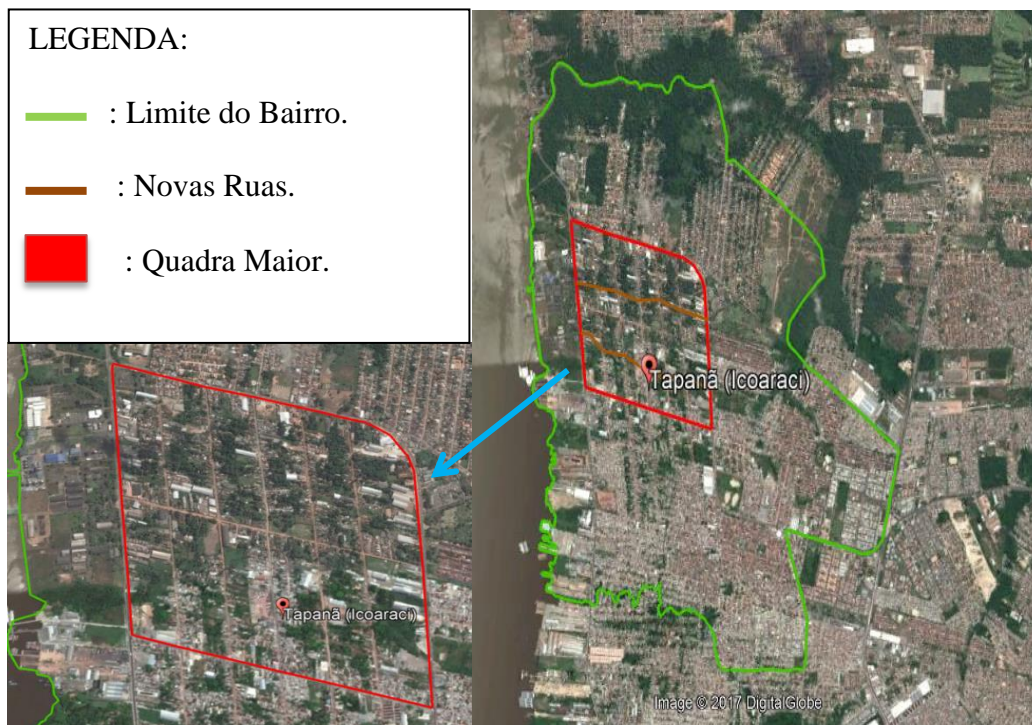 LEGENDA:
: Limite do Bairro.
: Novas Ruas.
: Quadra Maior.
Tapanã (Icoaraci)
Tapanã (Icoaraci)
Image © 2017 DigitalGlobe